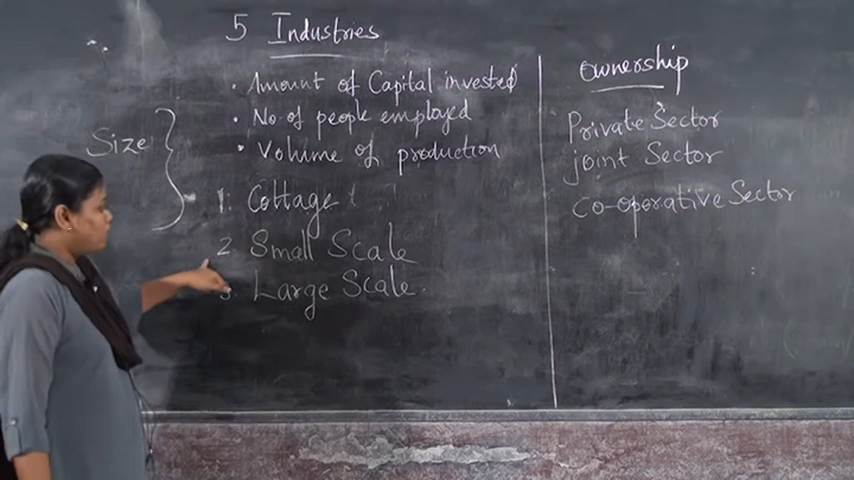 5 Industries
• Amount of Capital invested
• No of people employed
• Volume of production
Size
1. Cottage
2 Small Scale
3. Large Scale.
Ownership
Private Sector
joint Sector
co-operative Sector